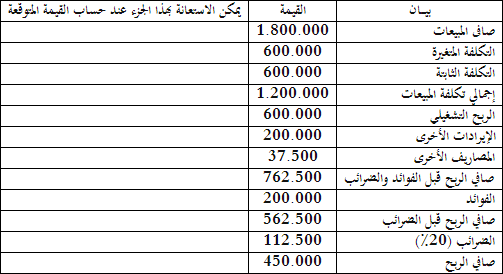 بيـان القيمة يمكن الاستعانة بهذا الجزء عند حساب القيمة المتوقعة
صافى المبيعات 1.800.000
التكلفة المتغيرة 600.000
التكلفة الثابتة 600.000
إجمالي تكلفة المبيعات 1.200.000
الربح التشغيلي 600.000
الإيرادات الأخرى 200.000
المصاريف الأخرى 37.500
صافي الربح قبل الفوائد والضرائب 762.500
الفوائد 200.000
صافي الربح قبل الضرائب 562.500
الضرائب (20٪) 112.500
صافي الربح 450.000